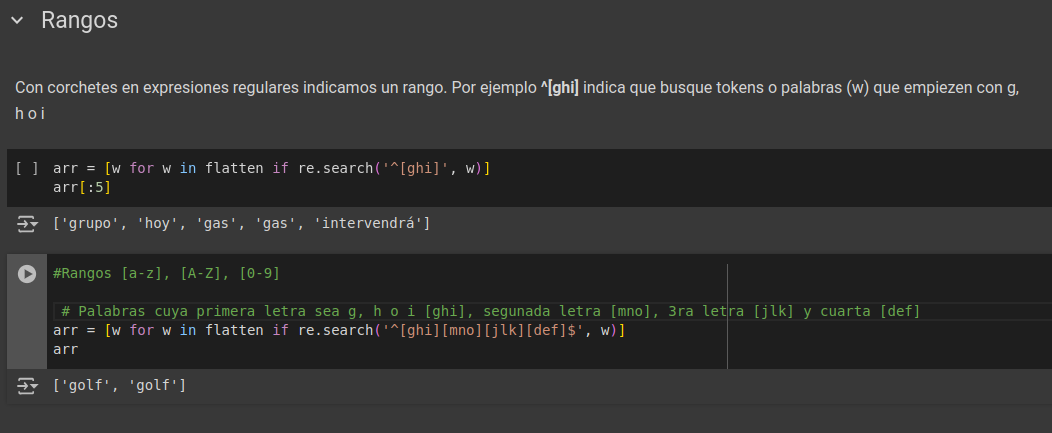 Rangos
Con corchetes en expresiones regulares indicamos un rango. Por ejemplo ^[ghi] indica que busque tokens o palabras (w) que empiezen con g,
h o i
[ ] arr = [w for w in flatten if re.search('^[ghi]', w)]
arr[:5]
['grupo', 'hoy', 'gas', 'gas', 'intervendrá']
#Rangos [a-z], [A-Z], [0-9]
# Palabras cuya primera letra sea g, h o i [ghi], segunada letra [mno], 3ra letra [jlk] y cuarta [def]
arr = [w for w in flatten if re.search('^[ghi][mno][jlk][def]$', w)]
arr
['golf', 'golf']